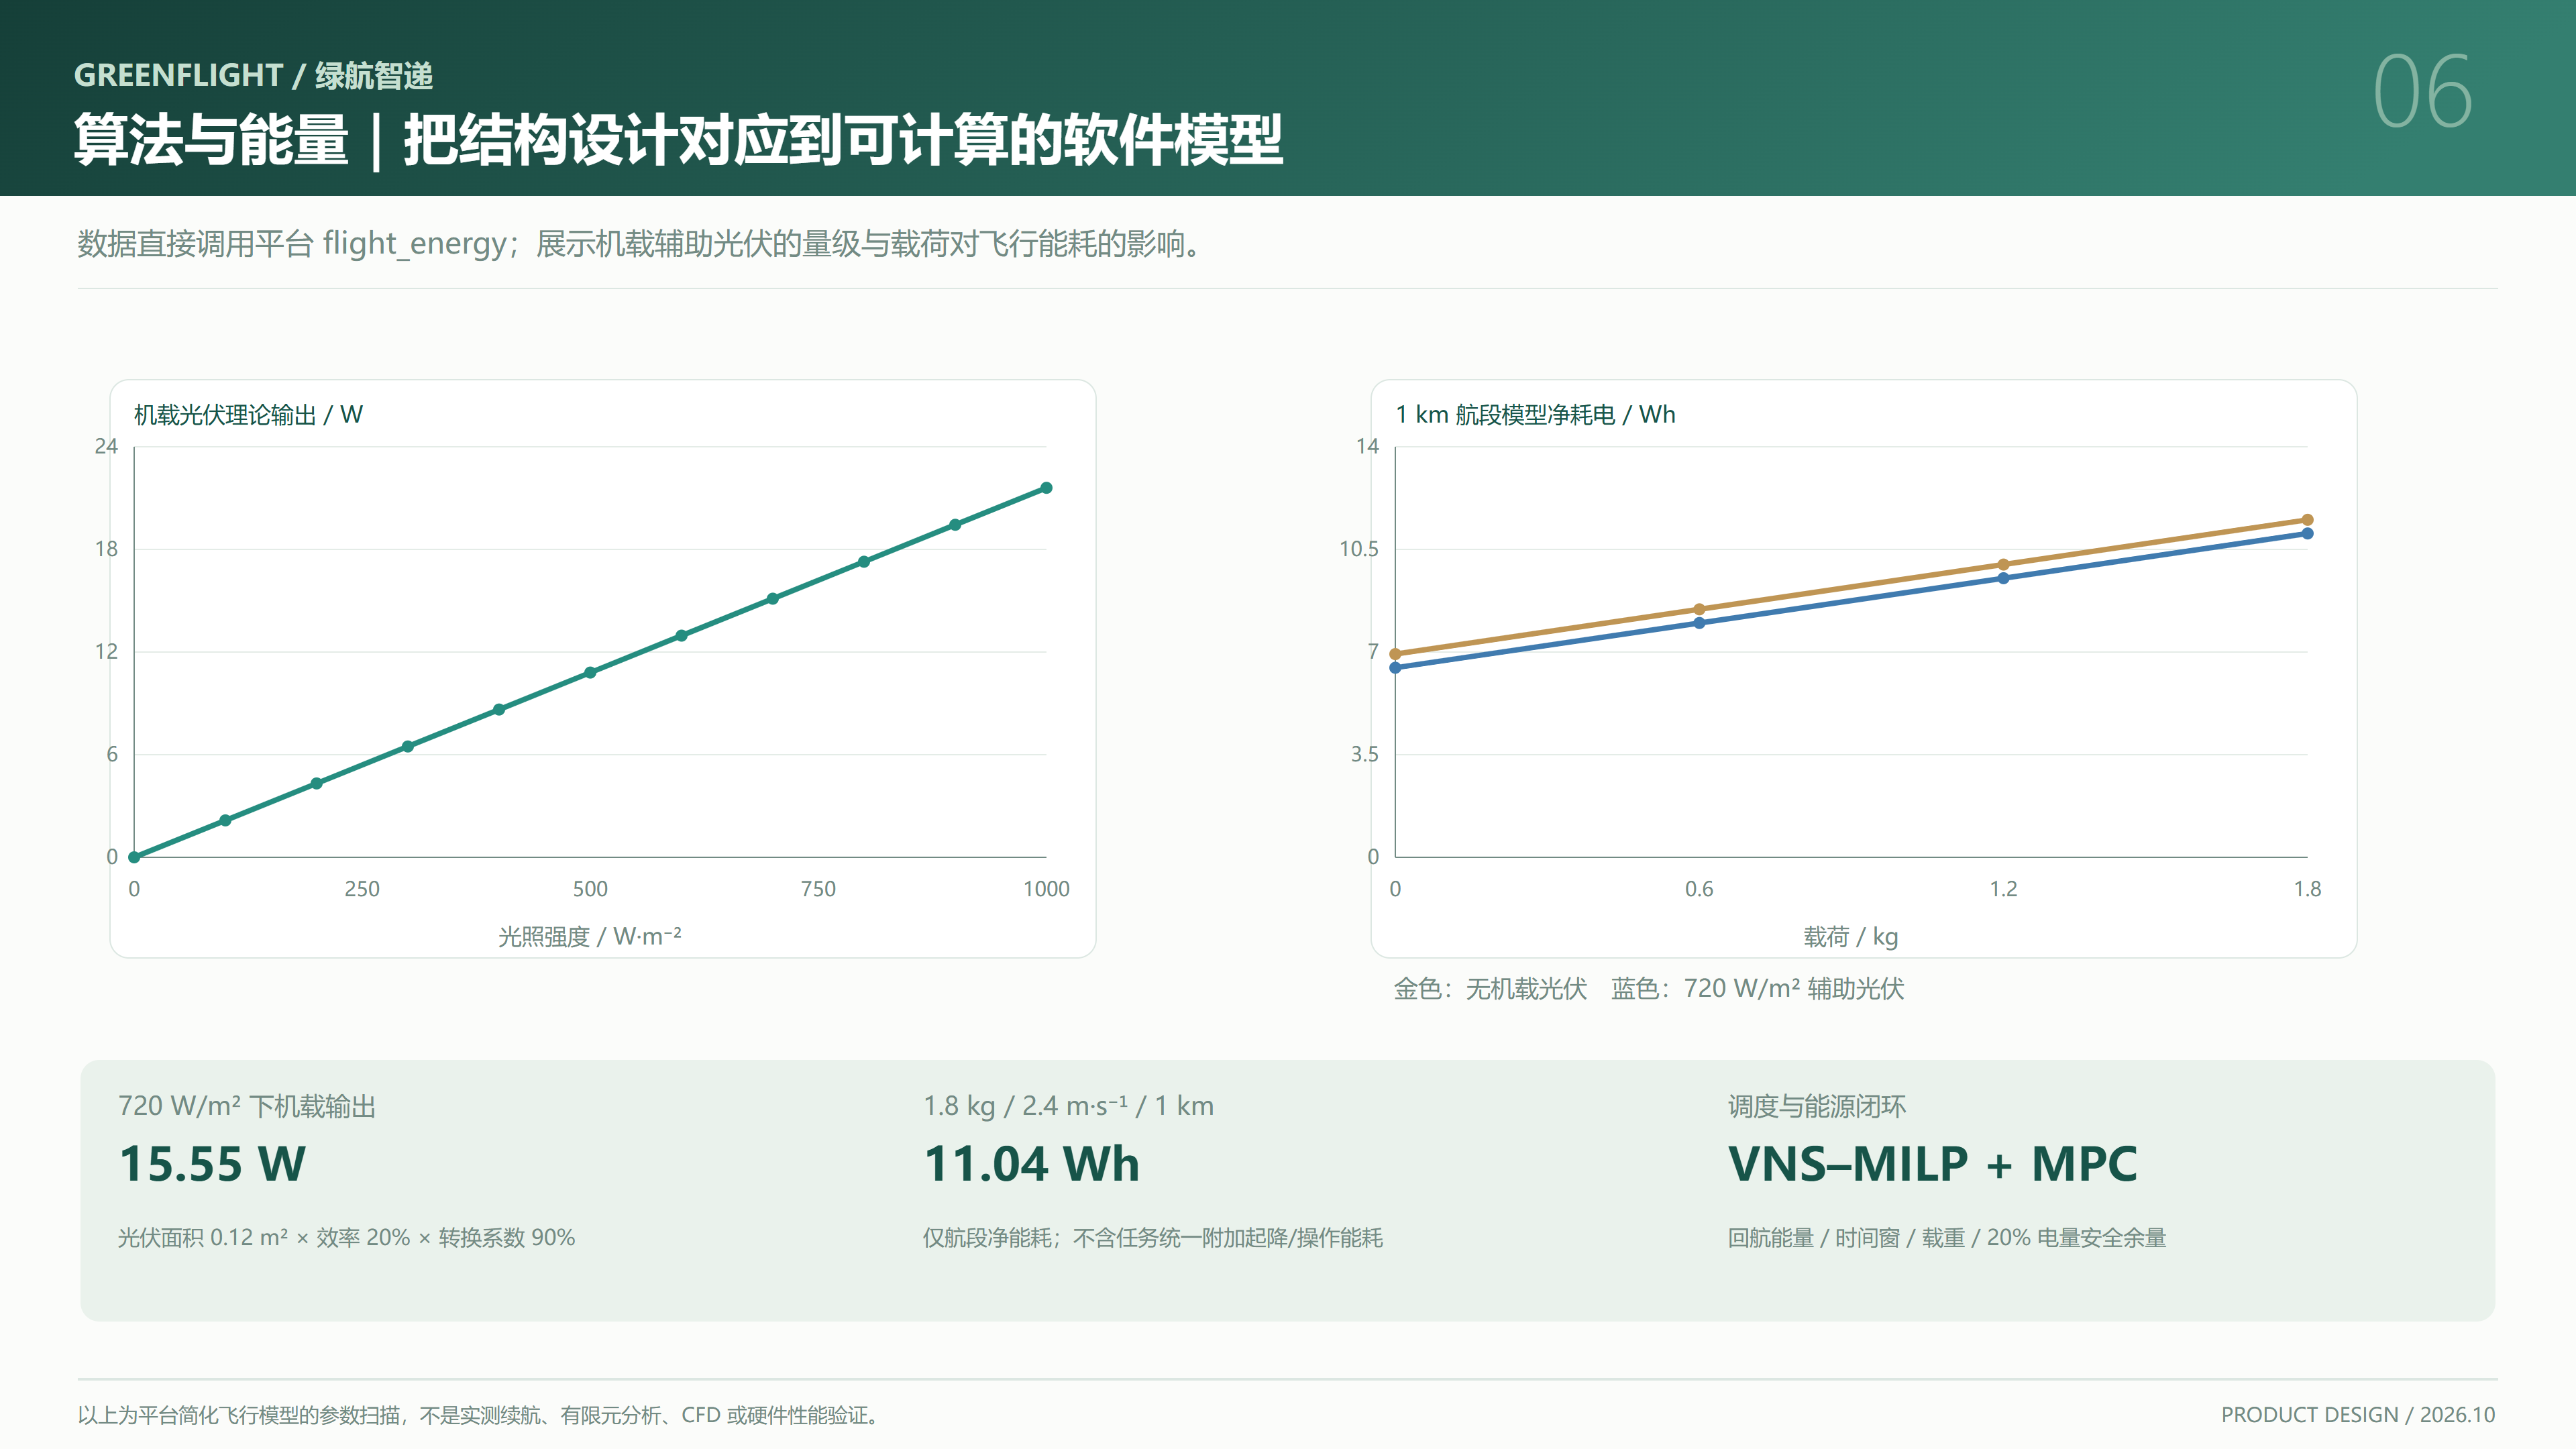 GREENFLIGHT / 绿航智递
06
算法与能量 | 把结构设计对应到可计算的软件模型
数据直接调用平台 flight_energy；展示机载辅助光伏的量级与载荷对飞行能耗的影响。
机载光伏理论输出 / W
24
18
12
6
0
0 250 500 750 1000
光照强度 / W·m⁻²
1 km 航段模型净耗电 / Wh
14
10.5
7
3.5
0
0 0.6 1.2 1.8
载荷 / kg
金色：无机载光伏 蓝色：720 W/m² 辅助光伏
720 W/m² 下机载输出
15.55 W
光伏面积 0.12 m² × 效率 20% × 转换系数 90%
1.8 kg / 2.4 m·s⁻¹ / 1 km
11.04 Wh
仅航段净能耗；不含任务统一附加起降/操作能耗
调度与能源闭环
VNS–MILP + MPC
回航能量 / 时间窗 / 载重 / 20% 电量安全余量
以上为平台简化飞行模型的参数扫描，不是实测续航、有限元分析、CFD 或硬件性能验证。
PRODUCT DESIGN / 2026.10